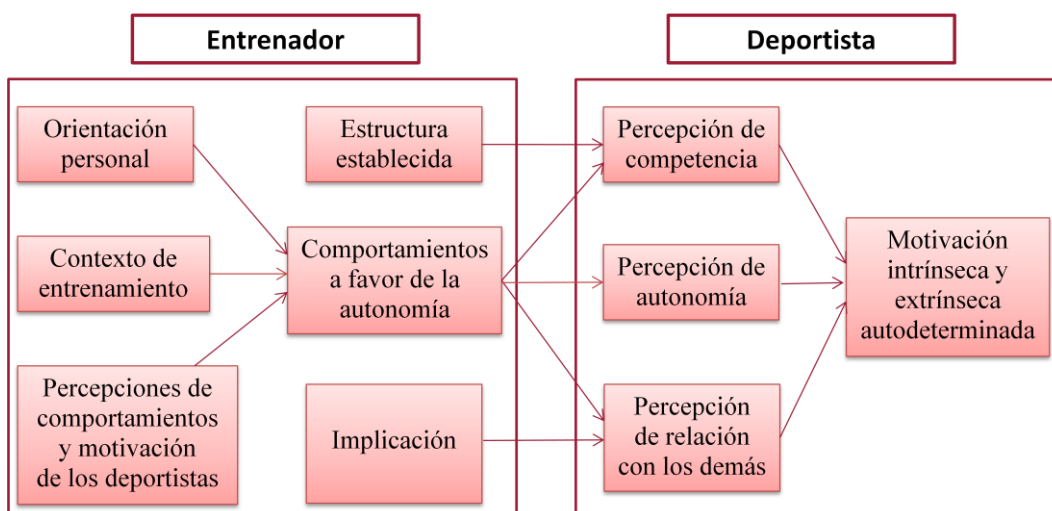 Entrenador
Deportista
Orientación
personal
Estructura
establecida
Percepción de
competencia
Contexto de
entrenamiento
Comportamientos
a favor de la
autonomía
Percepción de
autonomía
Motivación
intrínseca y
extrínseca
autodeterminada
Percepciones de
comportamientos
y motivación
de los deportistas
Implicación
Percepción
de relación
con los demás